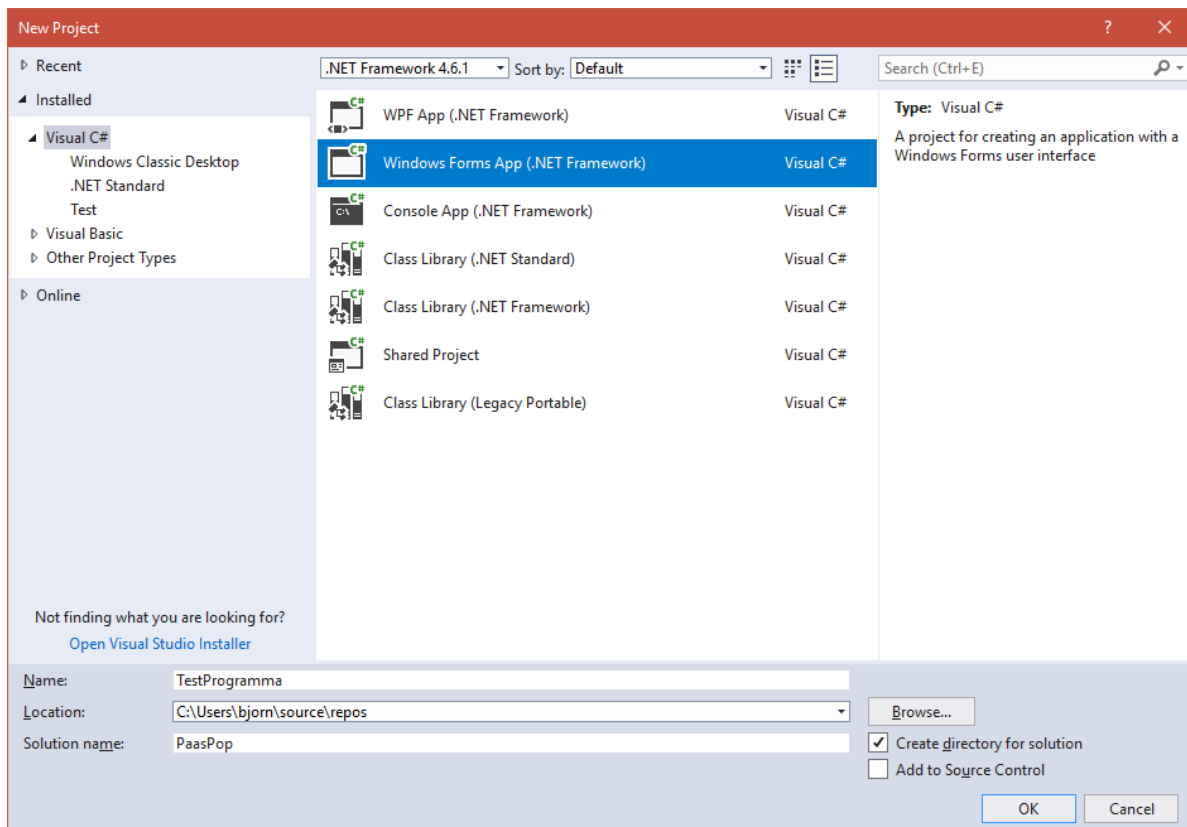 New Project
?
Recent
Installed
Visual C#
Windows Classic Desktop
.NET Standard
Test
Visual Basic
Other Project Types
Online
Not finding what you are looking for?
Open Visual Studio Installer
.NET Framework 4.6.1 Sort by: Default
C# WPF App (.NET Framework) Visual C#
C# Windows Forms App (.NET Framework) Visual C#
C# C:\ Console App (.NET Framework) Visual C#
C# Class Library (.NET Standard) Visual C#
C# Class Library (.NET Framework) Visual C#
C# Shared Project Visual C#
C# Class Library (Legacy Portable) Visual C#
Search (Ctrl+E)
Type: Visual C#
A project for creating an application with a
Windows Forms user interface
Name: TestProgramma
Location: C:\Users\bjorn\source\repos Browse...
Solution name: PaasPop Create directory for solution
Add to Source Control
OK Cancel